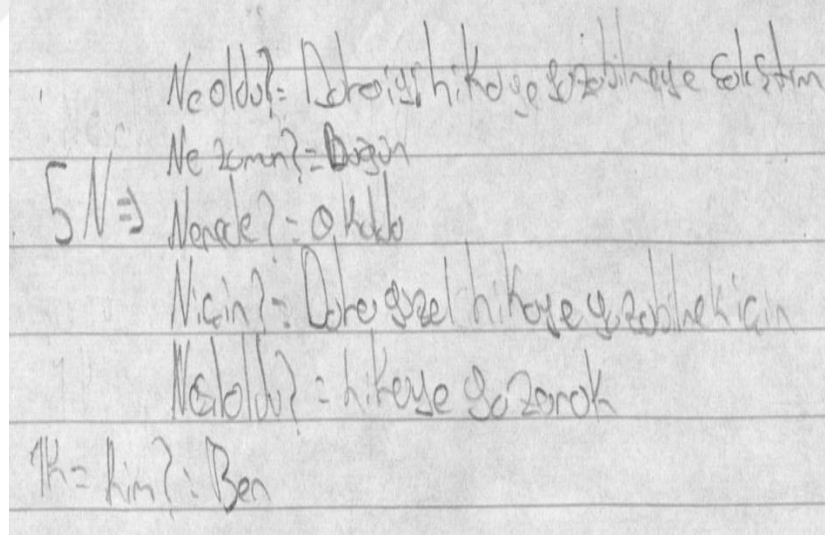 Ne oldu?= Daha iyi hikaye yazabilmeye çalıştım
Ne zaman?= Bugün
5N⇒ Nerede?= Okulda
Niçin?= Daha güzel hikaye yazabilmek için
Nasıl oldu?= hikaye yazarak
1K= kim?: Ben